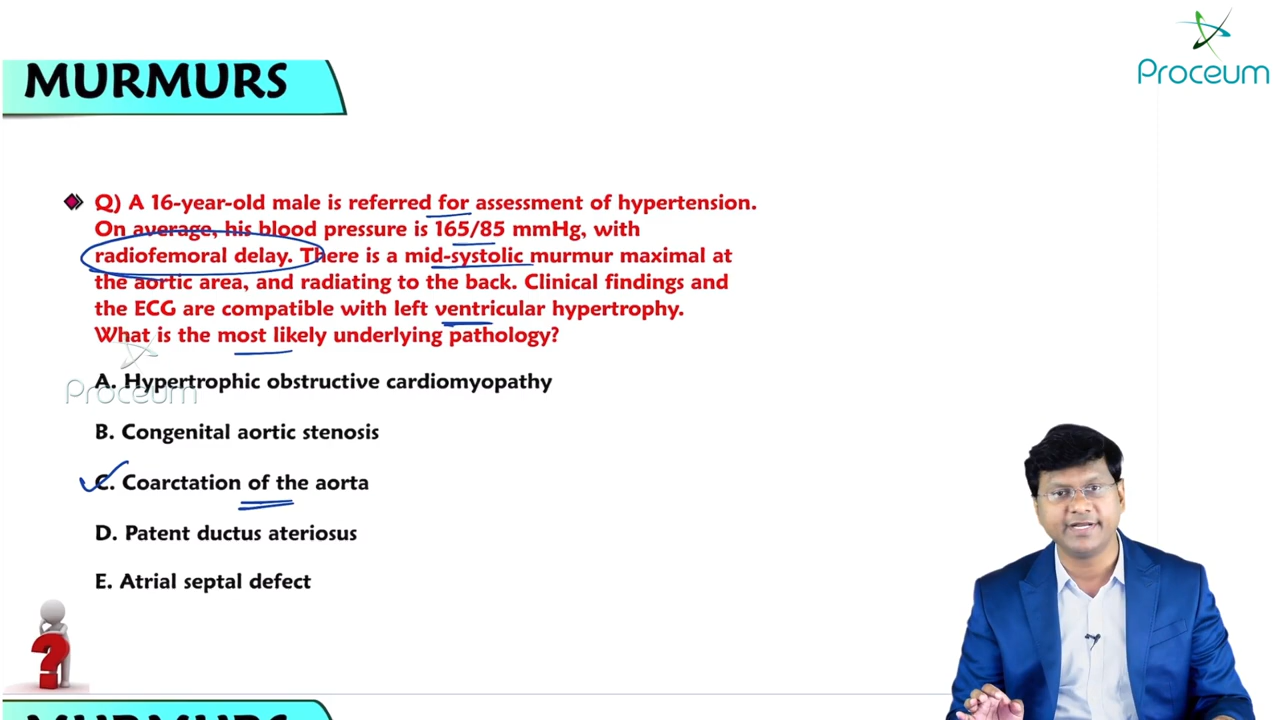 Proceum
MURMURS
Q) A 16-year-old male is referred for assessment of hypertension.
On average, his blood pressure is 165/85 mmHg, with
radiofemoral delay. There is a mid-systolic murmur maximal at
the aortic area, and radiating to the back. Clinical findings and
the ECG are compatible with left ventricular hypertrophy.
What is the most likely underlying pathology?
A. Hypertrophic obstructive cardiomyopathy
Proceum
B. Congenital aortic stenosis
C. Coarctation of the aorta
D. Patent ductus ateriosus
E. Atrial septal defect
?
MURMURS